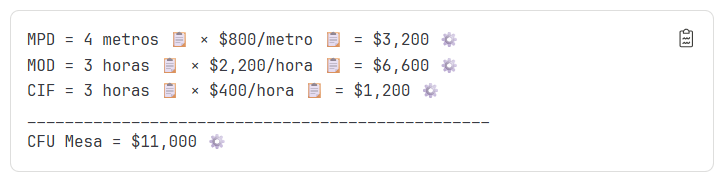 MPD = 4 metros 📋 × $800/metro 📋 = $3,200 ⚙️
MOD = 3 horas 📋 × $2,200/hora 📋 = $6,600 ⚙️
CIF = 3 horas 📋 × $400/hora 📋 = $1,200 ⚙️
_________________________________________________
CFU Mesa = $11,000 ⚙️